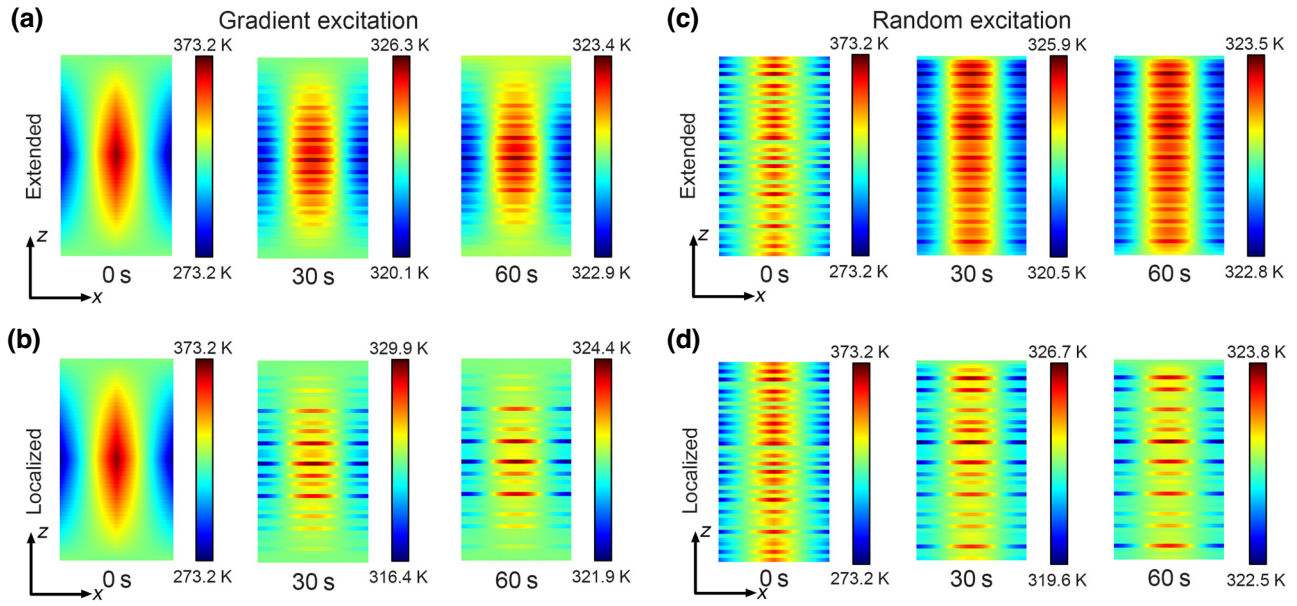 (a)
Gradient excitation
373.2 K
326.3 K
323.4 K
Extended
z
x
0 s
273.2 K
30 s
320.1 K
60 s
322.9 K
(b)
373.2 K
329.9 K
324.4 K
Localized
z
x
0 s
273.2 K
30 s
316.4 K
60 s
321.9 K
(c)
Random excitation
373.2 K
325.9 K
323.5 K
Extended
z
x
0 s
273.2 K
30 s
320.5 K
60 s
322.8 K
(d)
373.2 K
326.7 K
323.8 K
Localized
z
x
0 s
273.2 K
30 s
319.6 K
60 s
322.5 K